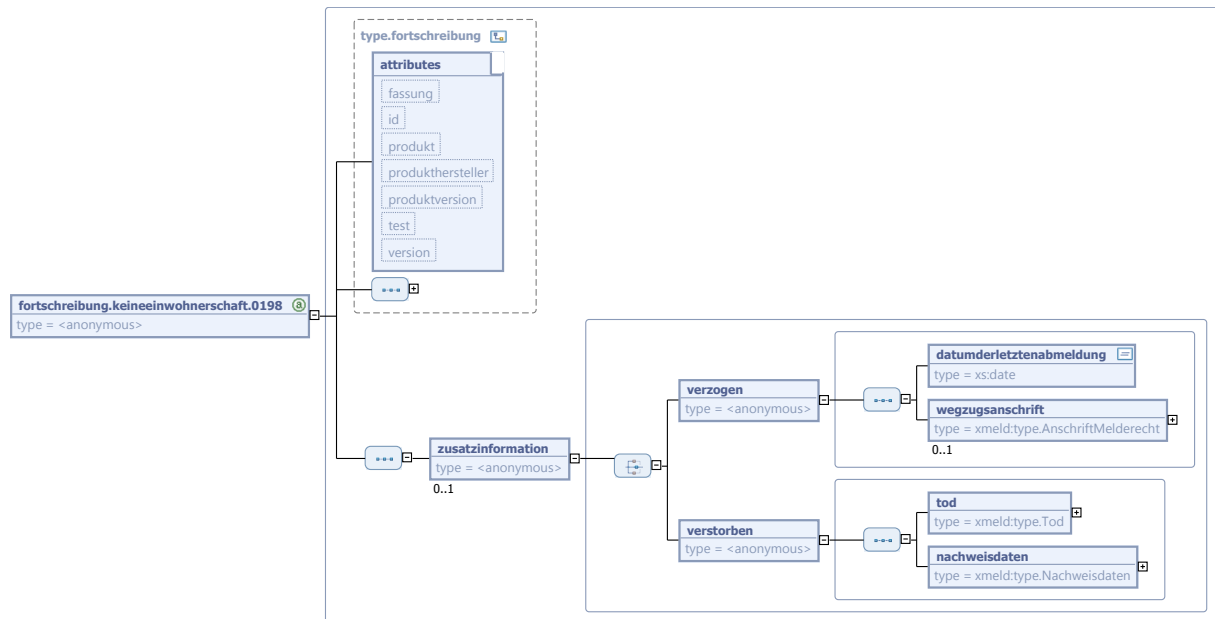 type.fortschreibung
attributes
fassung
id
produkt
produkthersteller
produktversion
test
version
fortschreibung.keineeinwohnerschaft.0198
type = <anonymous>
zusatzinformation
type = <anonymous>
0..1
verzogen
type = <anonymous>
datumderletztenabmeldung
type = xs:date
wegzugsanschrift
type = xmeld:type.AnschriftMelderecht
0..1
verstorben
type = <anonymous>
tod
type = xmeld:type.Tod
nachweisdaten
type = xmeld:type.Nachweisdaten